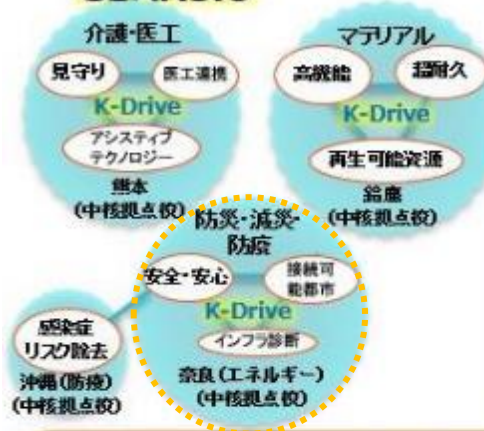 介護・医工
見守り
医工連携
K-Drive
アシスティブ
テクノロジー
熊本
(中核拠点校)
マテリアル
高機能
超耐久
K-Drive
再生可能資源
鈴鹿
(中核拠点校)
防災・減災・
防疫
安全・安心
接続可
能都市
K-Drive
インフラ診断
奈良(エネルギー)
(中核拠点校)
感染症
リスク除去
沖縄(防疫)
(中核拠点校)